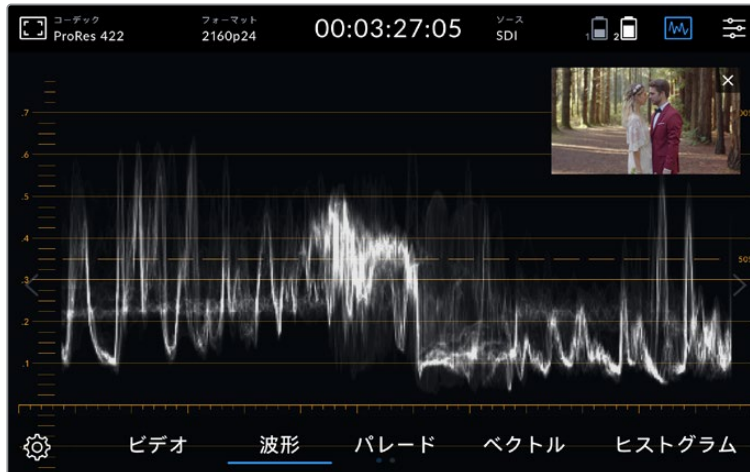 コーデック
ProRes 422
フォーマット
2160p24
00:03:27:05
ソース
SDI
1
2
.7
.6
.5
.4
.3
.2
.1
ビデオ
波形
パレード
ベクトル
ヒストグラム